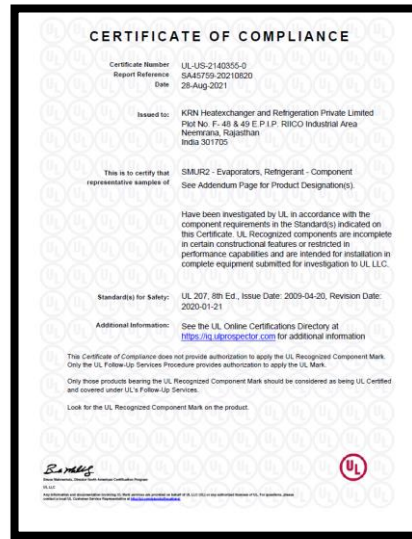 CERTIFICATE OF COMPLIANCE
Certificate Number UL-US-2140355-0
Report Reference SA45759-20210820
Date 28-Aug-2021
Issued to: KRN Heatexchanger and Refrigeration Private Limited
Plot No. F- 48 & 49 E.P.I.P. RIICO Industrial Area
Neemrana, Rajasthan
India 301705
This is to certify that SMUR2 - Evaporators, Refrigerant - Component
representative samples of See Addendum Page for Product Designation(s).
Have been investigated by UL in accordance with the
component requirements in the Standard(s) indicated on
this Certificate. UL Recognized components are incomplete
in certain constructional features or restricted in
performance capabilities and are intended for installation in
complete equipment submitted for investigation to UL LLC.
Standard(s) for Safety: UL 207, 8th Ed., Issue Date: 2009-04-20, Revision Date:
2020-01-21
Additional Information: See the UL Online Certifications Directory at
https://iq.ulprospector.com for additional information
This Certificate of Compliance does not provide authorization to apply the UL Recognized Component Mark.
Only the UL Follow-Up Services Procedure provides authorization to apply the UL Mark.
Only those products bearing the UL Recognized Component Mark should be considered as being UL Certified
and covered under UL's Follow-Up Services.
Look for the UL Recognized Component Mark on the product.
UL
UL LLC